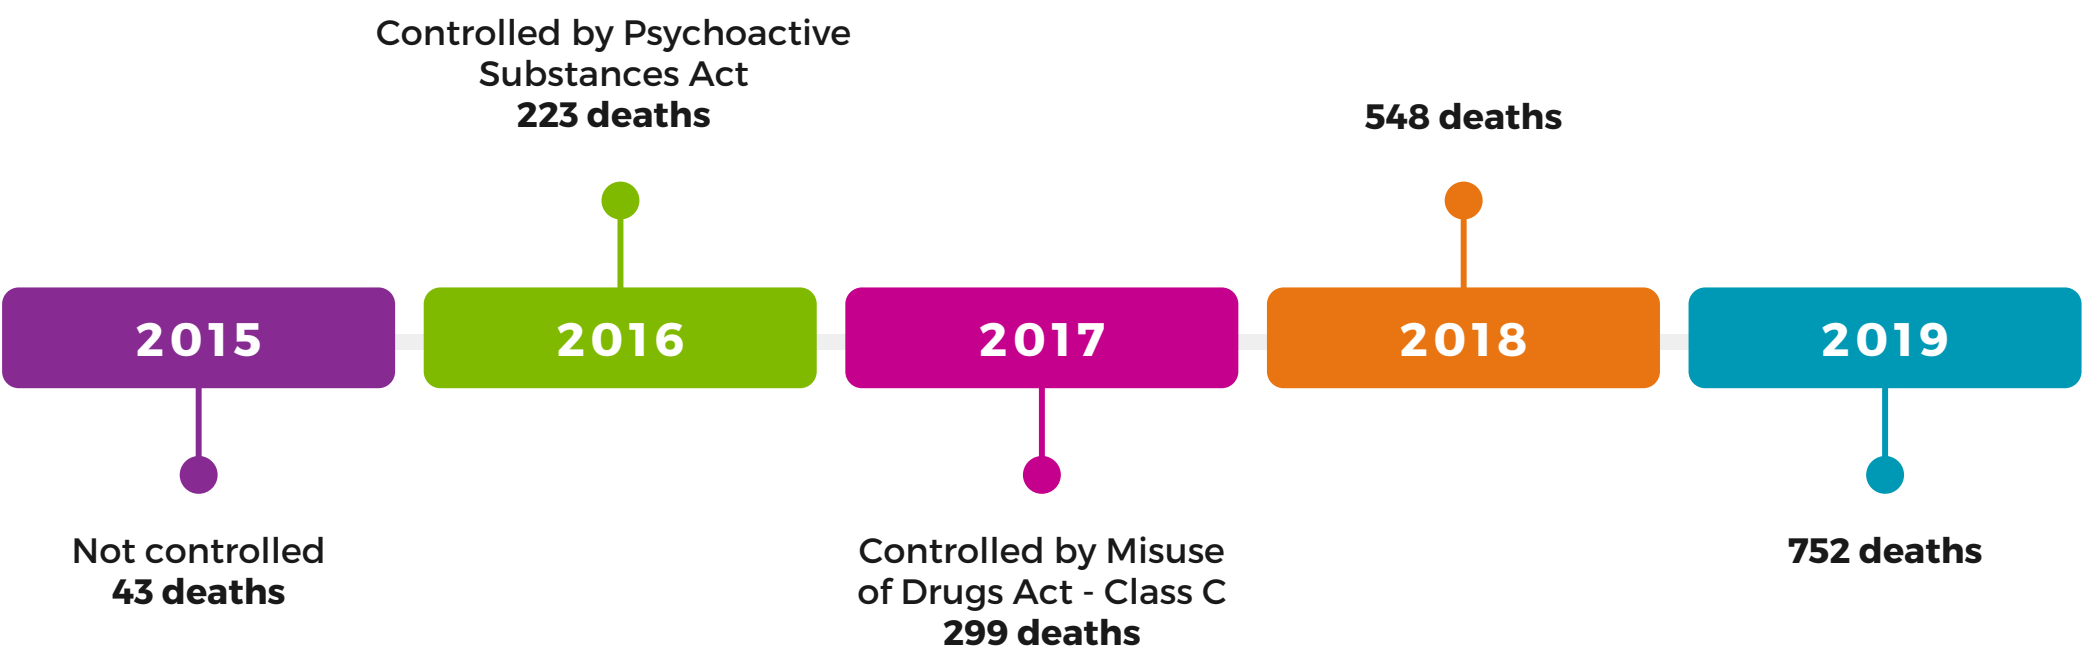 Controlled by Psychoactive
Substances Act
223 deaths
548 deaths
2015
2016
2017
2018
2019
Not controlled
43 deaths
Controlled by Misuse
of Drugs Act - Class C
299 deaths
752 deaths